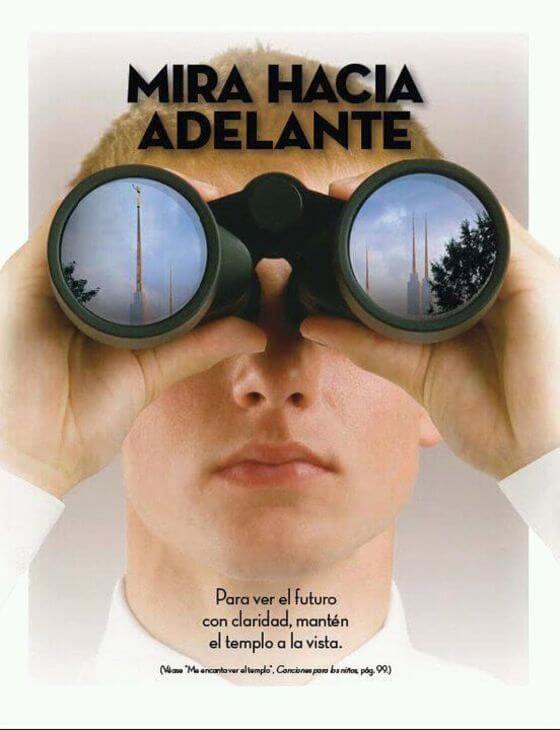 MIRA HACIA
ADELANTE
Para ver el futuro
con claridad, mantén
el templo a la vista.
(Véase "Me encanta ver el templo", Canciones para los niños, pág. 99.)